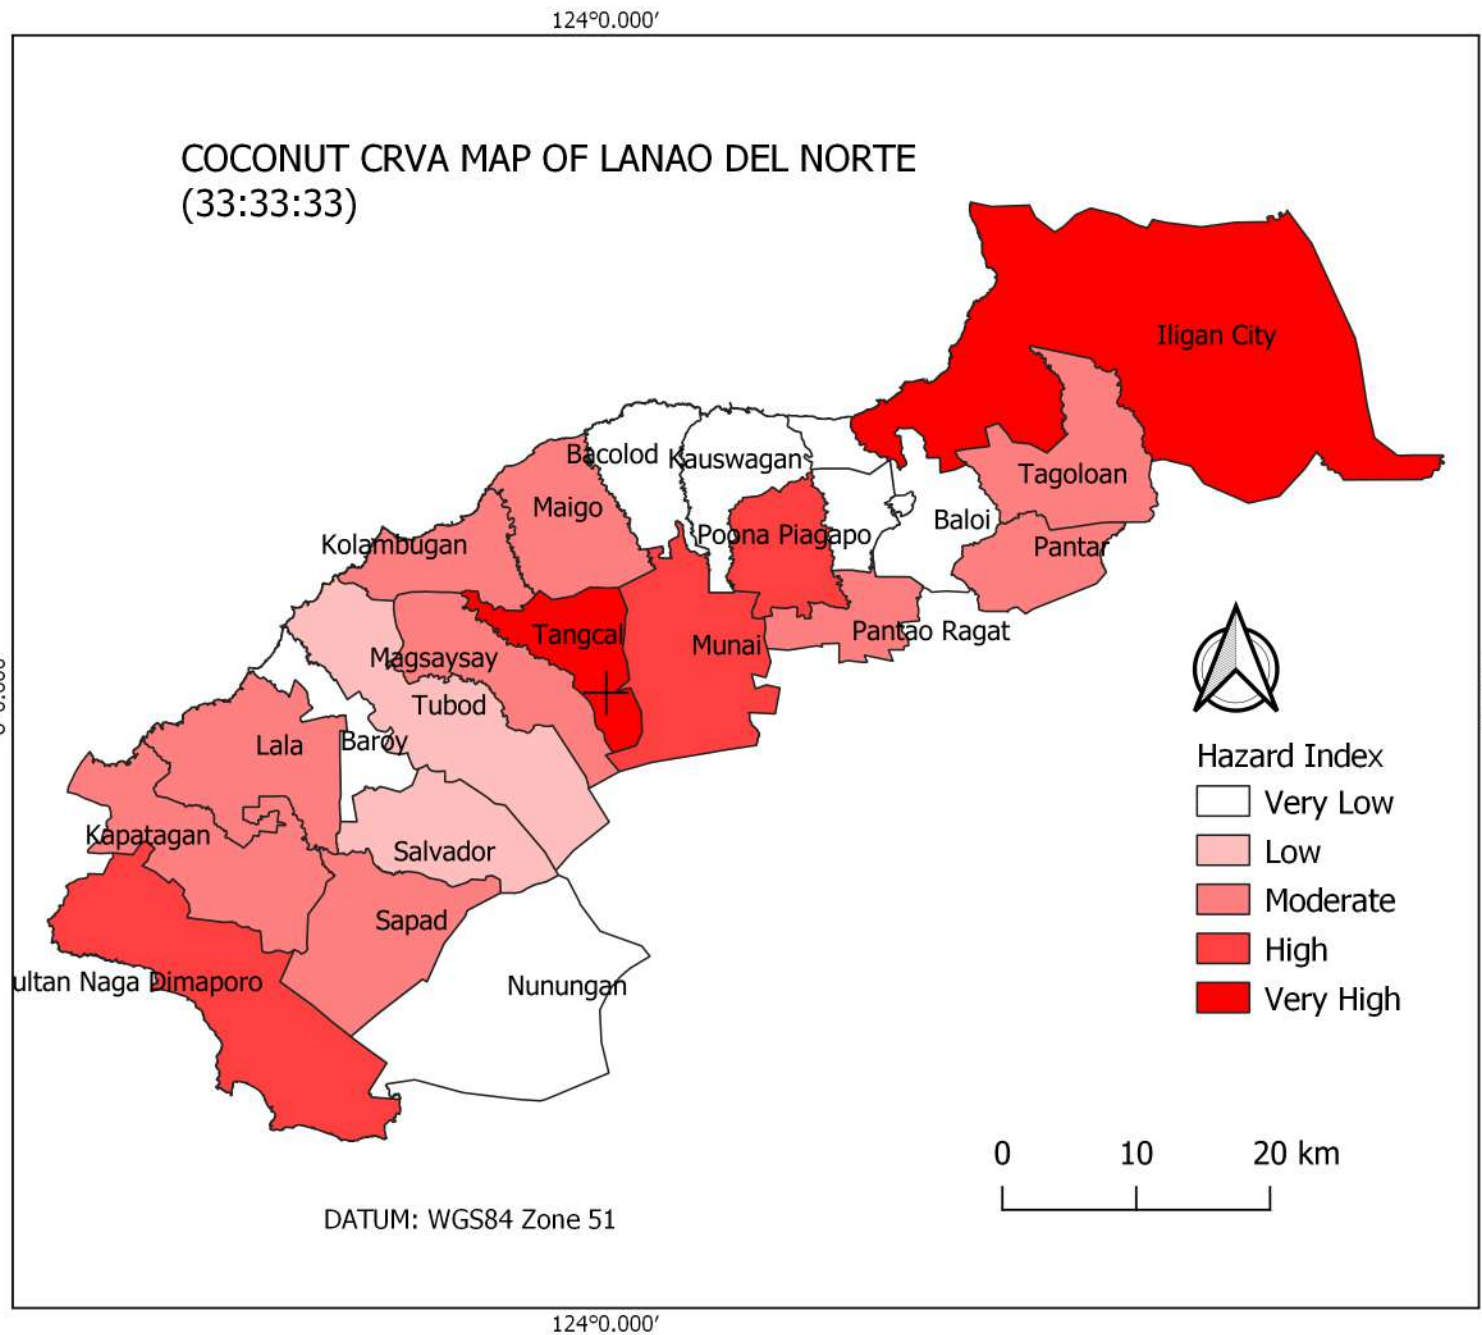 124°0.000′
COCONUT CRVA MAP OF LANAO DEL NORTE
(33:33:33)
Iligan City
Bacolod
Kauswagan
Tagoloan
Maigo
Baloi
Poona Piagapo
Kolambugan
Pantar
Tangcal
Munai
Pantao Ragat
Magsaysay
Tubod
Lala
Baroy
Kapatagan
Salvador
Sapad
ultan Naga Dimaporo
Nunungan
Hazard Index
Very Low
Low
Moderate
High
Very High
0 10 20 km
DATUM: WGS84 Zone 51
124°0.000′